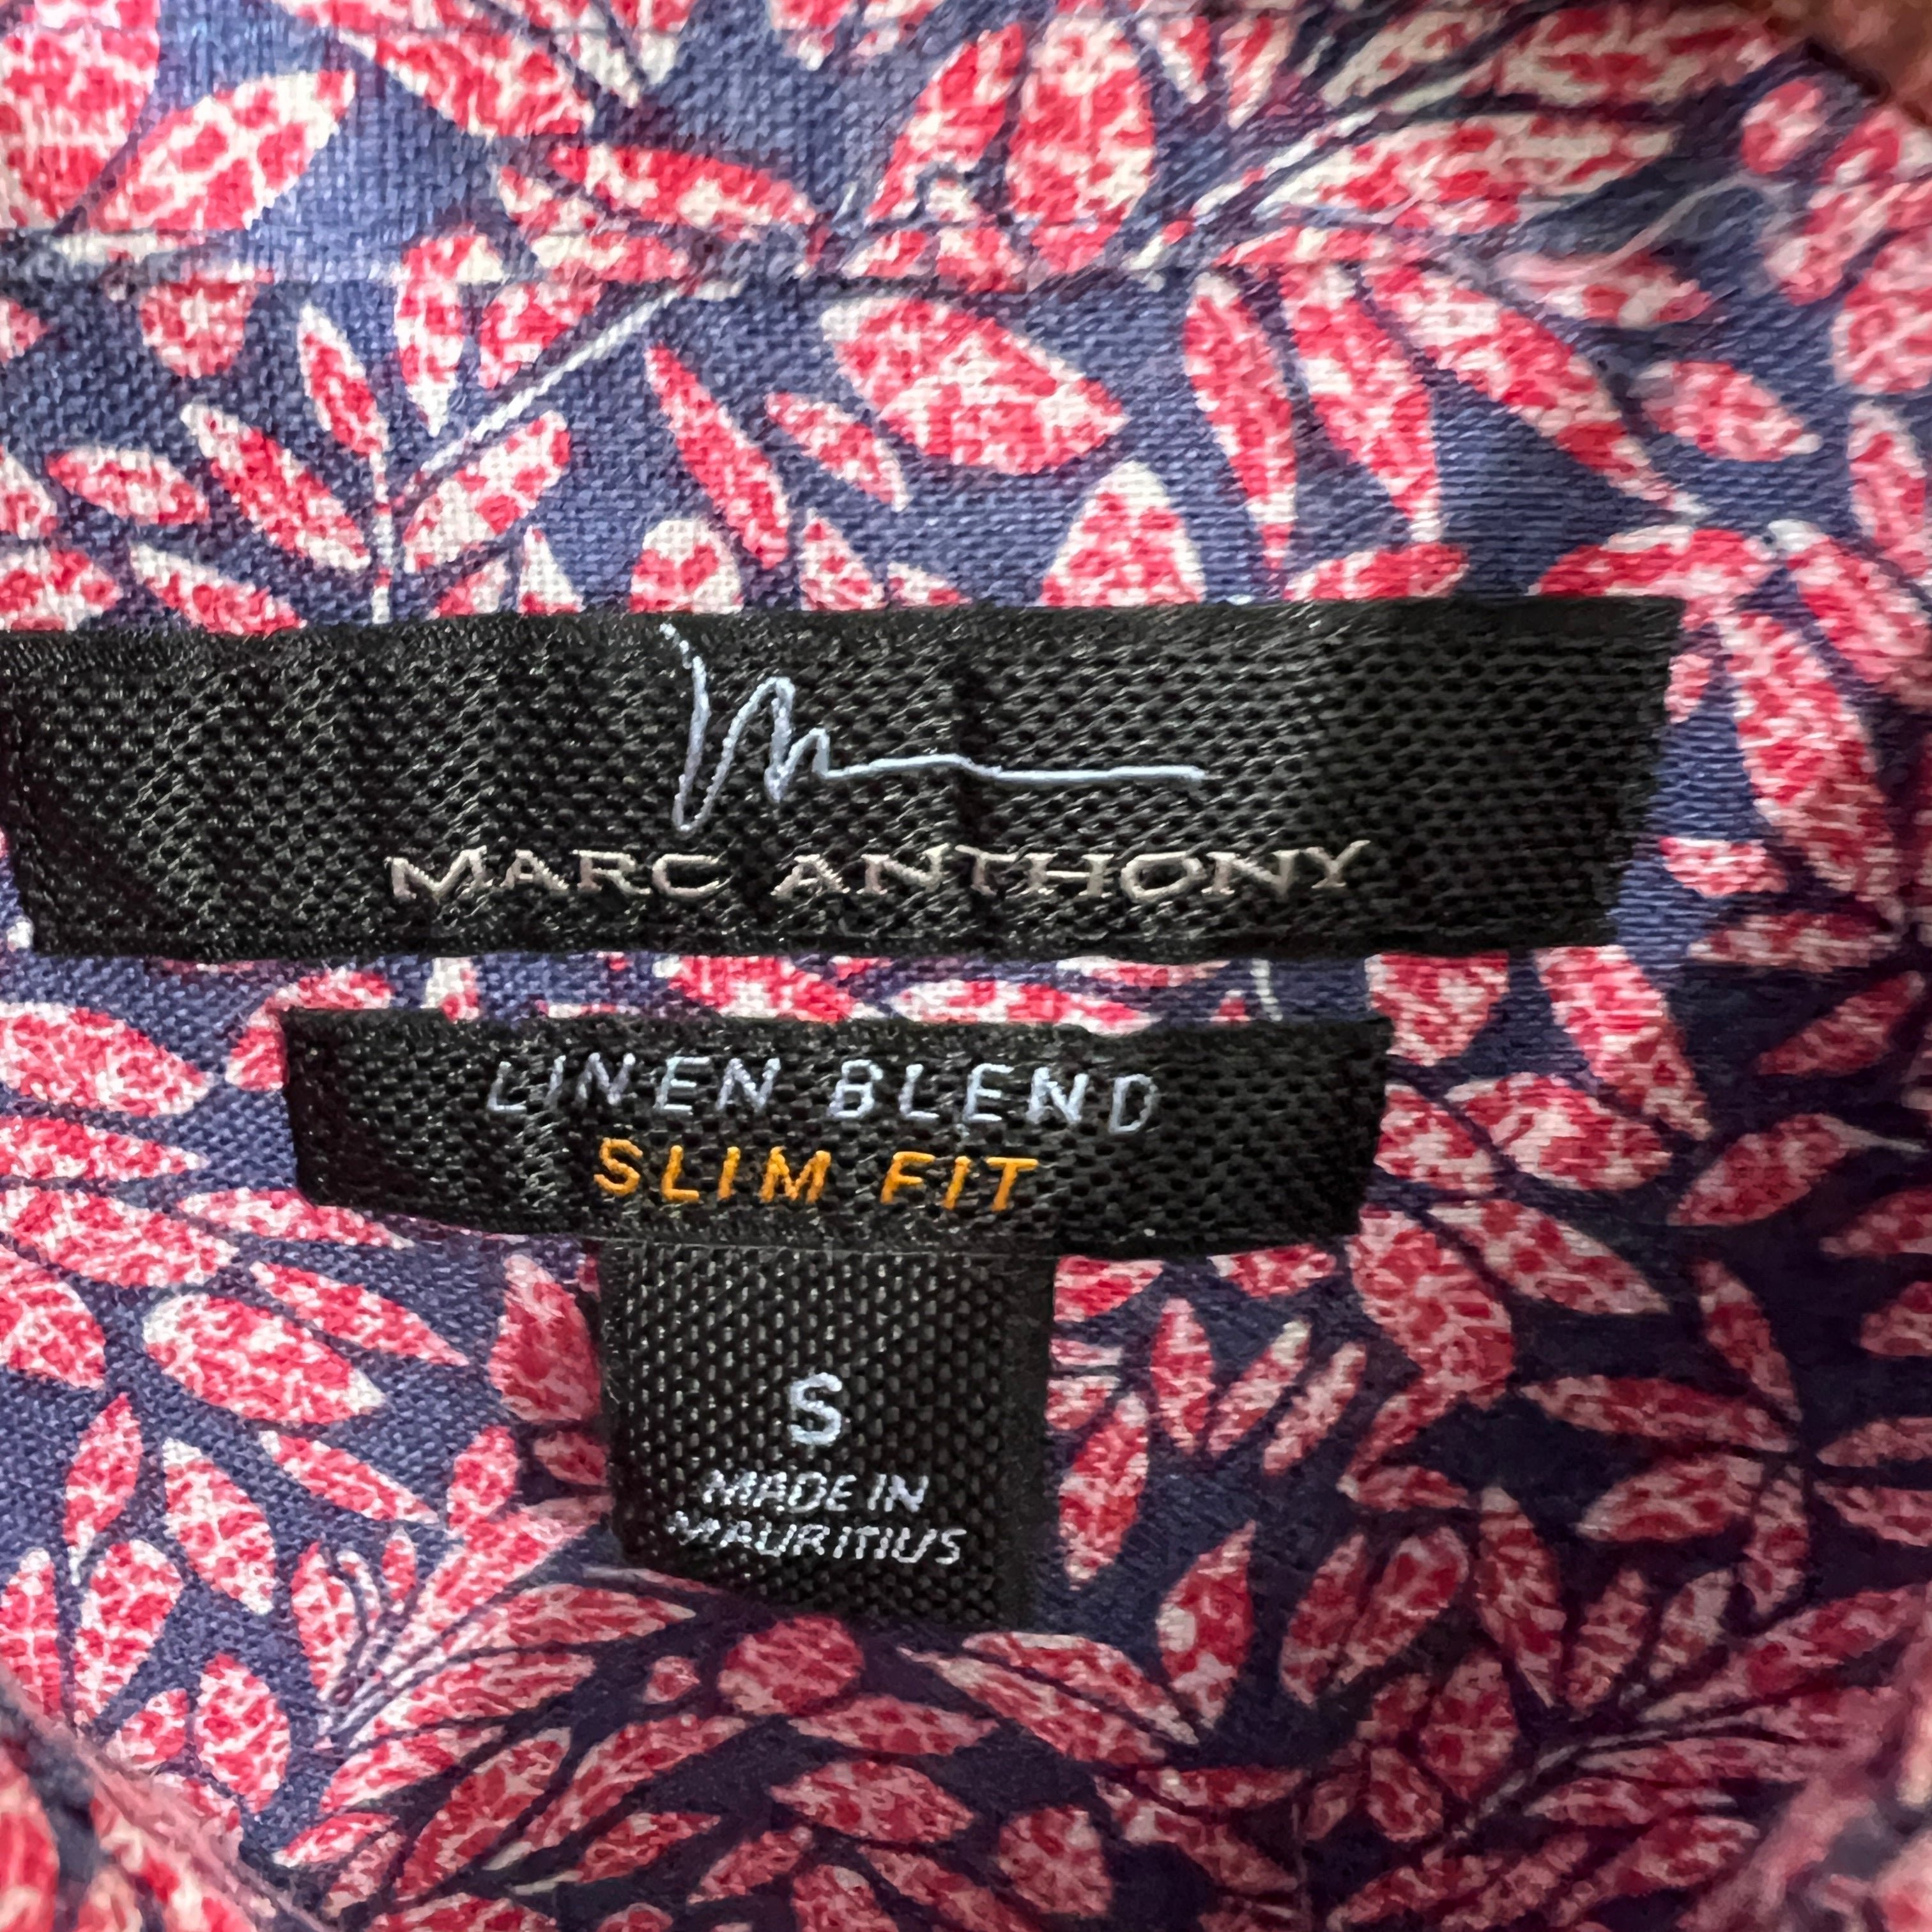 MARC ANTHONY
LINEN BLEND
SLIM FIT
S
MADE IN
MAURITIUS